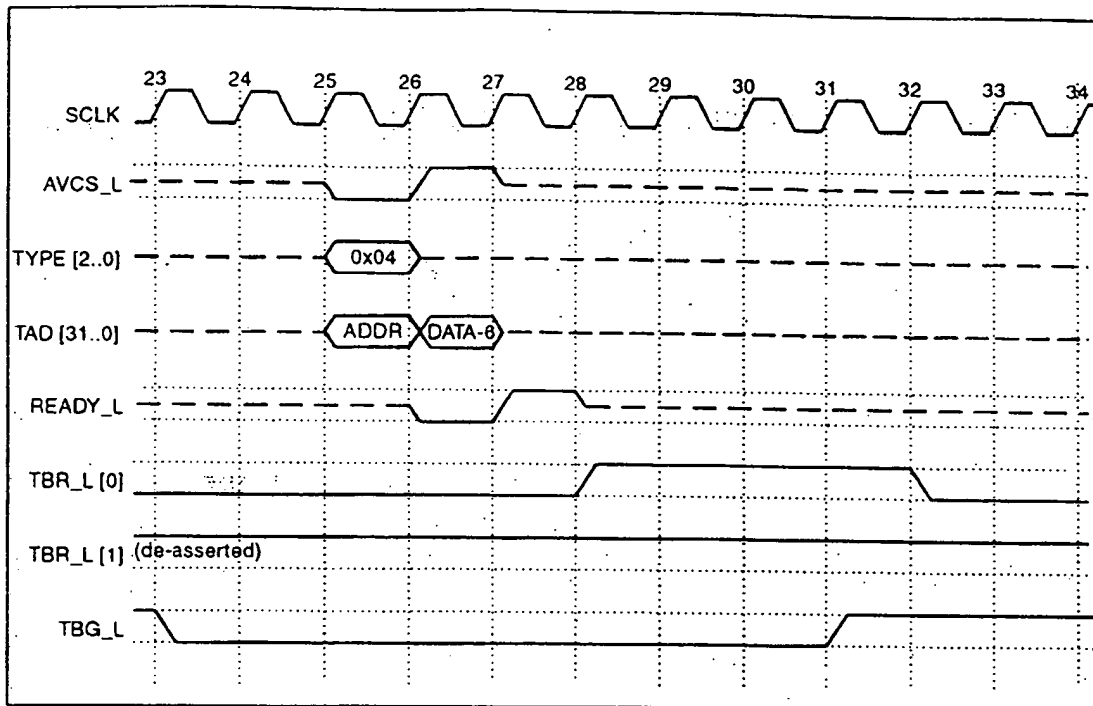 23 24 25 26 27 28 29 30 31 32 33 34
SCLK
AVCS_L
TYPE [2..0] 0x04
TAD [31..0] ADDR DATA-6
READY_L
TBR_L [0]
TBR_L [1] (de-asserted)
TBG_L